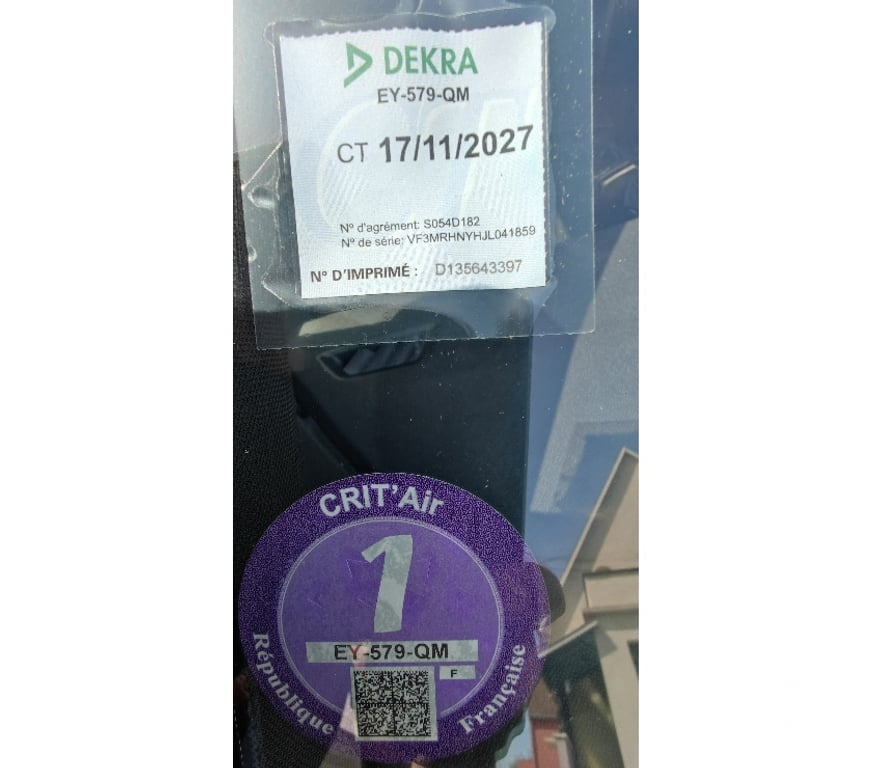 DEKRA
EY-579-QM
CT 17/11/2027
N° d'agrément: S054D182
N° de série: VF3MRHNYHJL041859
N° D'IMPRIMÉ : D135643397
CRIT'Air
1
EY-579-QM
F
République Française